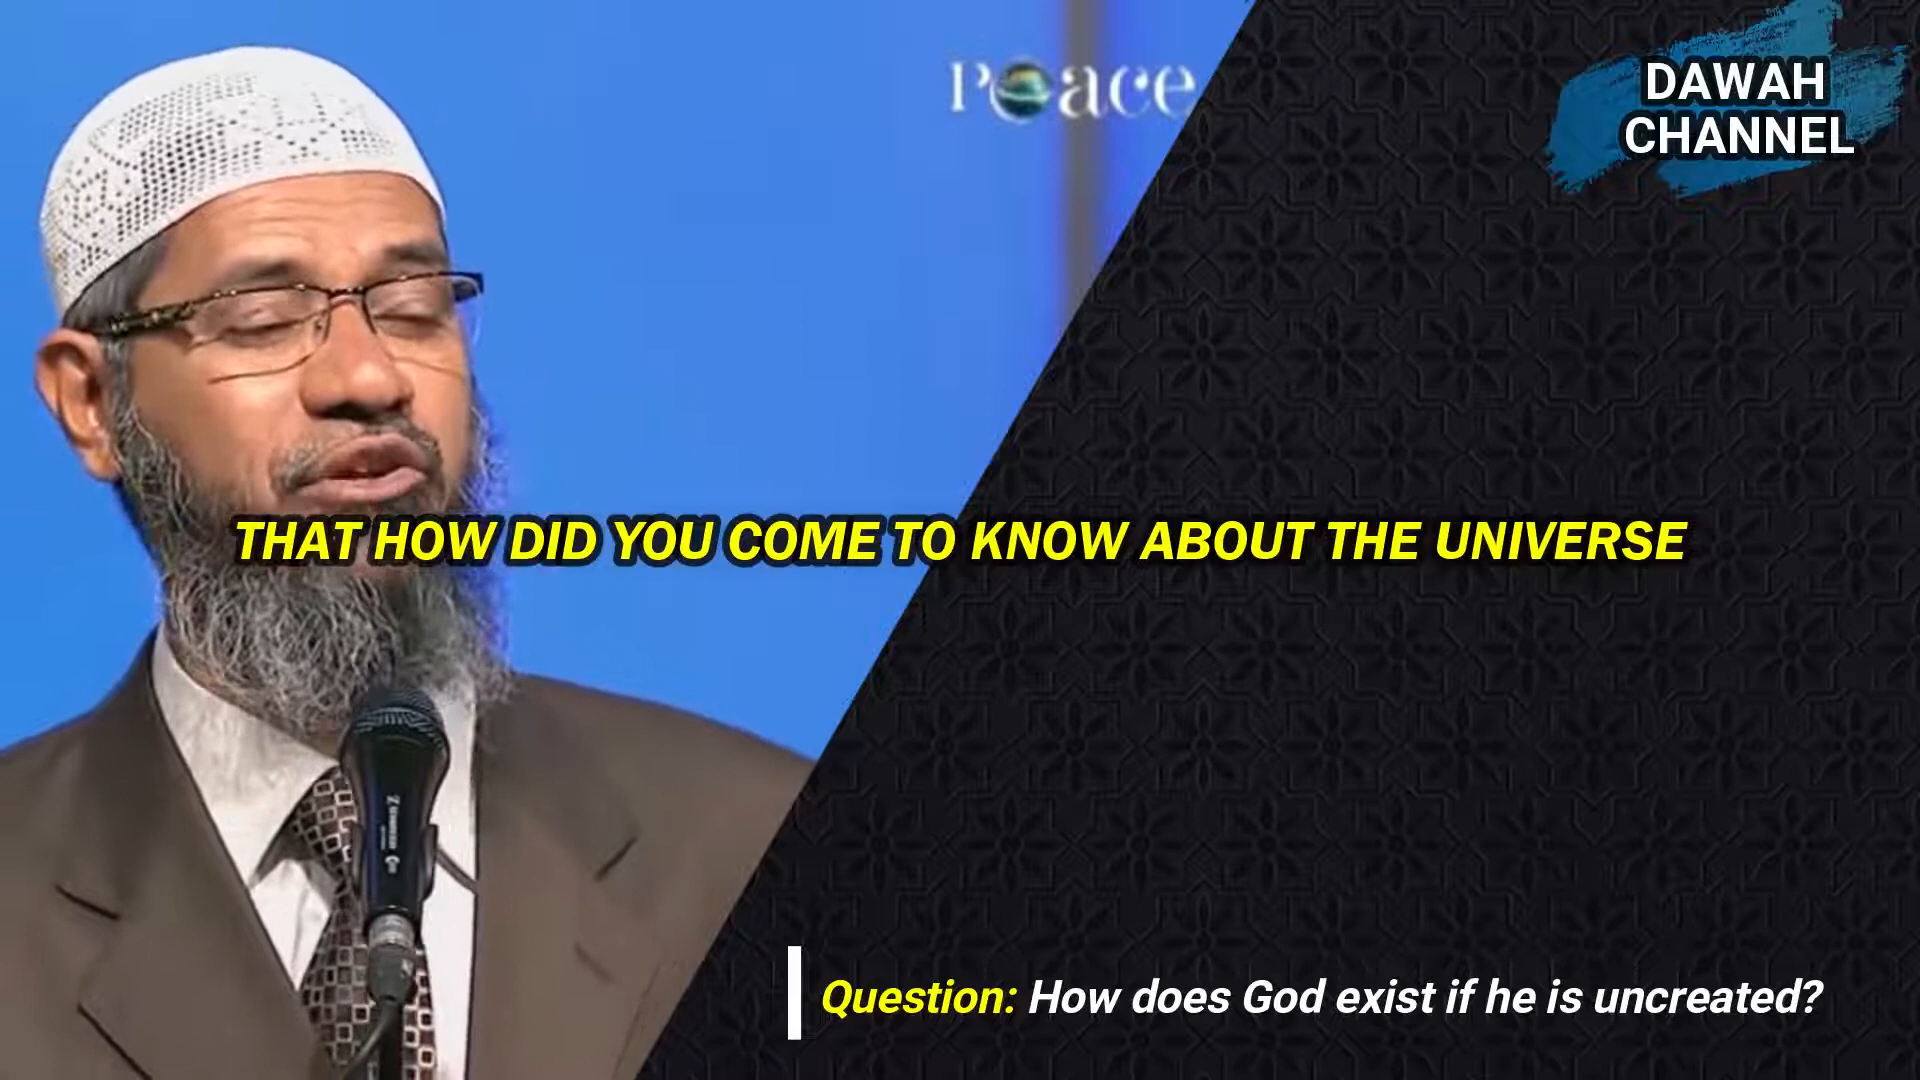 Peace
DAWAH
CHANNEL
THAT HOW DID YOU COME TO KNOW ABOUT THE UNIVERSE
Question: How does God exist if he is uncreated?